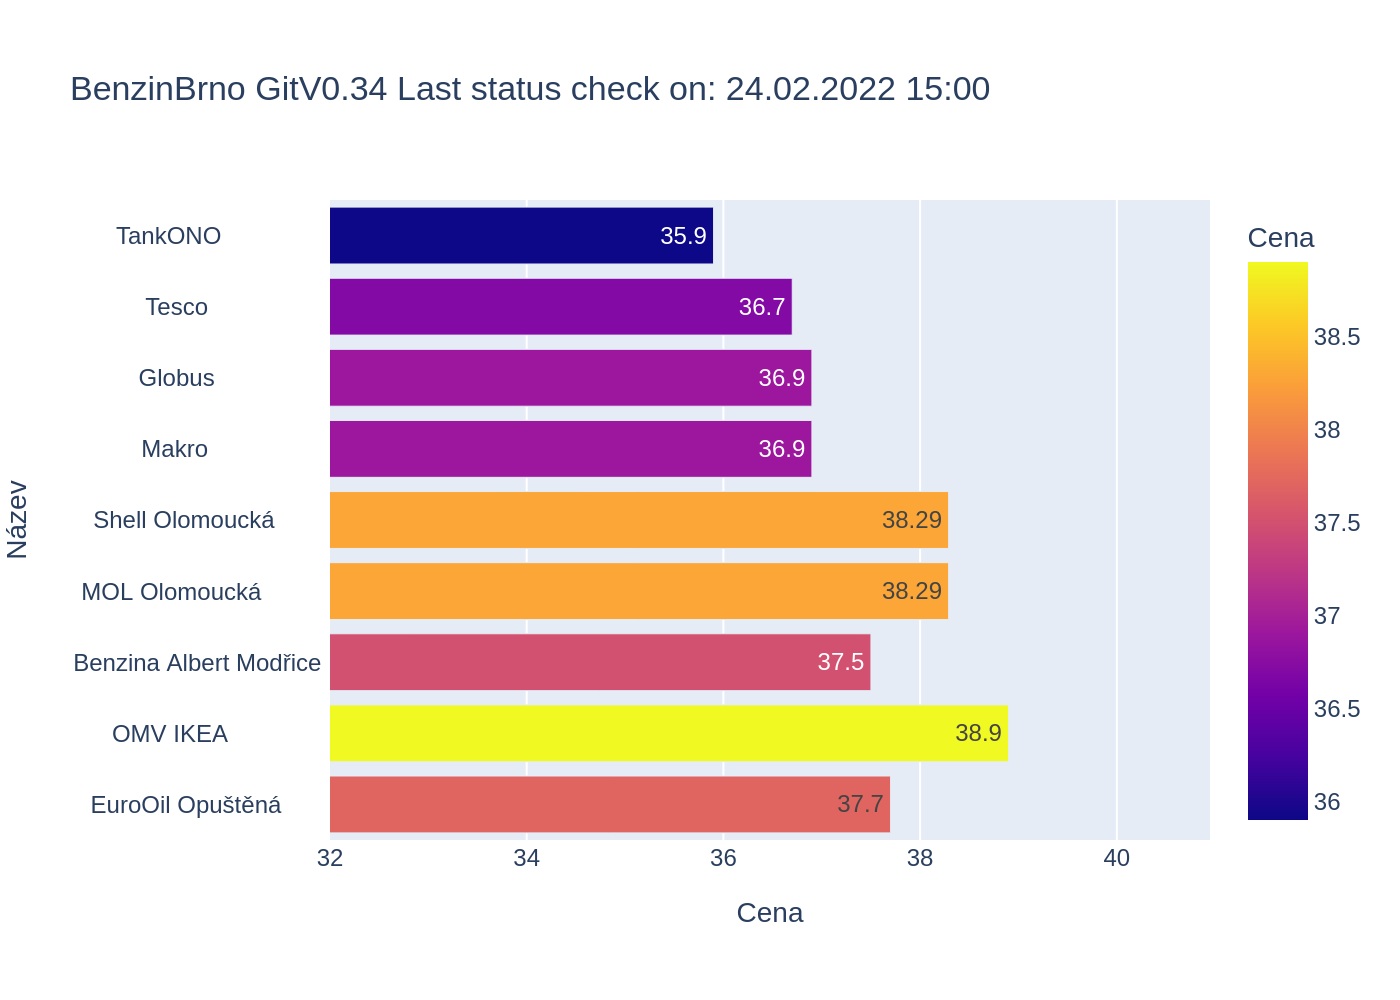 BenzinBrno GitV0.34 Last status check on: 24.02.2022 15:00
Název
TankONO
35.9
Tesco
36.7
Globus
36.9
Makro
36.9
Shell Olomoucká
38.29
MOL Olomoucká
38.29
Benzina Albert Modřice
37.5
OMV IKEA
38.9
EuroOil Opuštěná
37.7
32 34 36 38 40
Cena
Cena
38.5
38
37.5
37
36.5
36